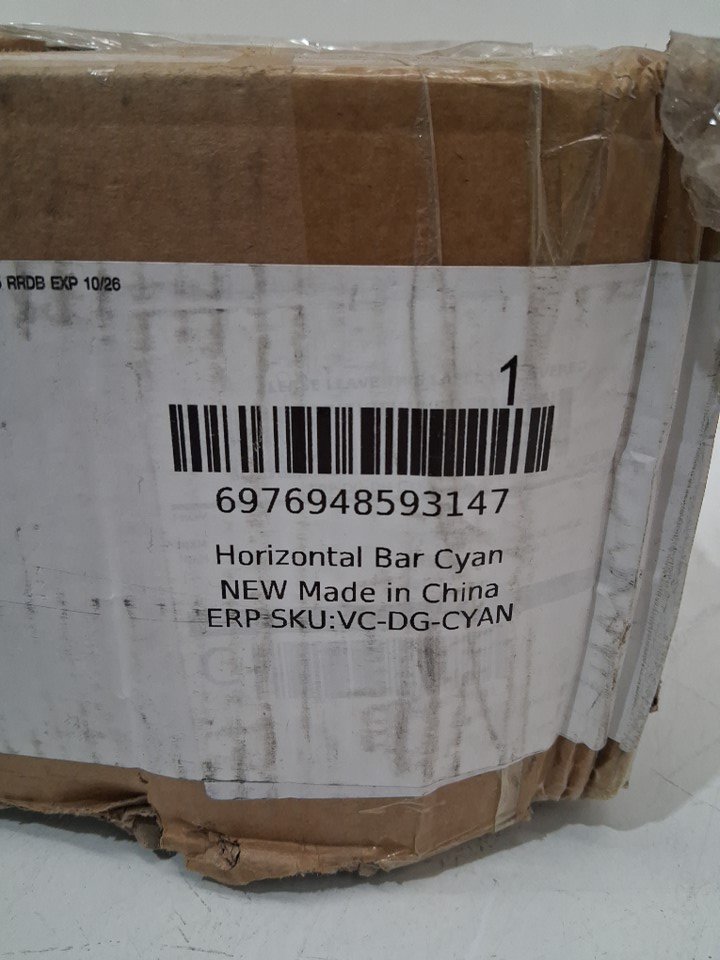 RRDB EXP 10/26
1
6976948593147
Horizontal Bar Cyan
NEW Made in China
ERP SKU:VC-DG-CYAN